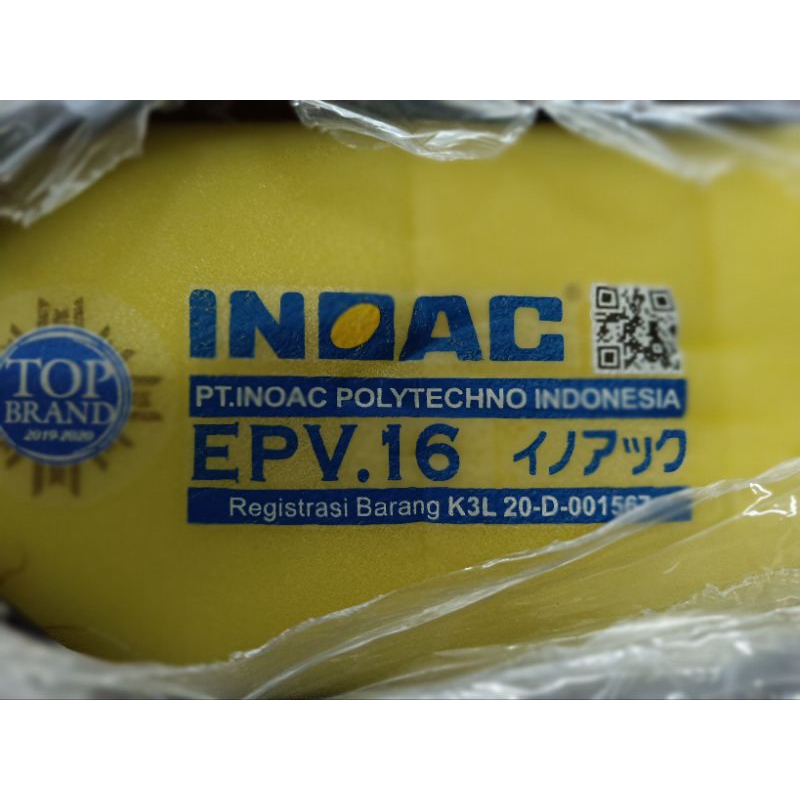 INOAC
TOP
BRAND
2019-2020
PT.INOAC POLYTECHNO INDONESIA
EPV.16 イノアック
Registrasi Barang K3L 20-D-001567